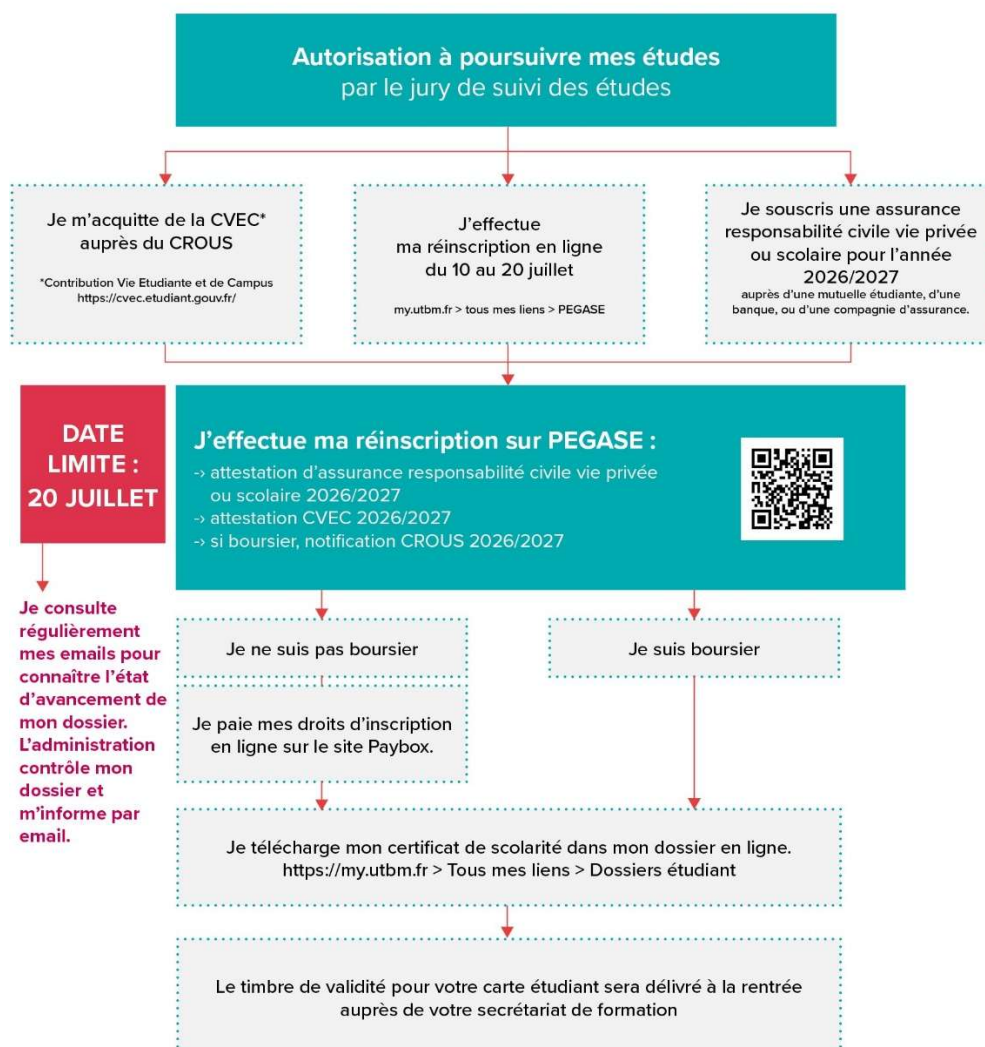 Autorisation à poursuivre mes études
par le jury de suivi des études
Je m'acquitte de la CVEC*
auprès du CROUS
*Contribution Vie Etudiante et de Campus
https://cvec.etudiant.gouv.fr/
J'effectue
ma réinscription en ligne
du 10 au 20 juillet
my.utbm.fr > tous mes liens > PEGASE
Je souscris une assurance
responsabilité civile vie privée
ou scolaire pour l'année
2026/2027
auprès d'une mutuelle étudiante, d'une
banque, ou d'une compagnie d'assurance.
DATE
LIMITE :
20 JUILLET
J'effectue ma réinscription sur PEGASE :
-> attestation d'assurance responsabilité civile vie privée
ou scolaire 2026/2027
-> attestation CVEC 2026/2027
-> si boursier, notification CROUS 2026/2027
Je consulte
régulièrement
mes emails pour
connaître l'état
d'avancement de
mon dossier.
L'administration
contrôle mon
dossier et
m'informe par
email.
Je ne suis pas boursier
Je suis boursier
Je paie mes droits d'inscription
en ligne sur le site Paybox.
Je télécharge mon certificat de scolarité dans mon dossier en ligne.
https://my.utbm.fr > Tous mes liens > Dossiers étudiant
Le timbre de validité pour votre carte étudiant sera délivré à la rentrée
auprès de votre secrétariat de formation